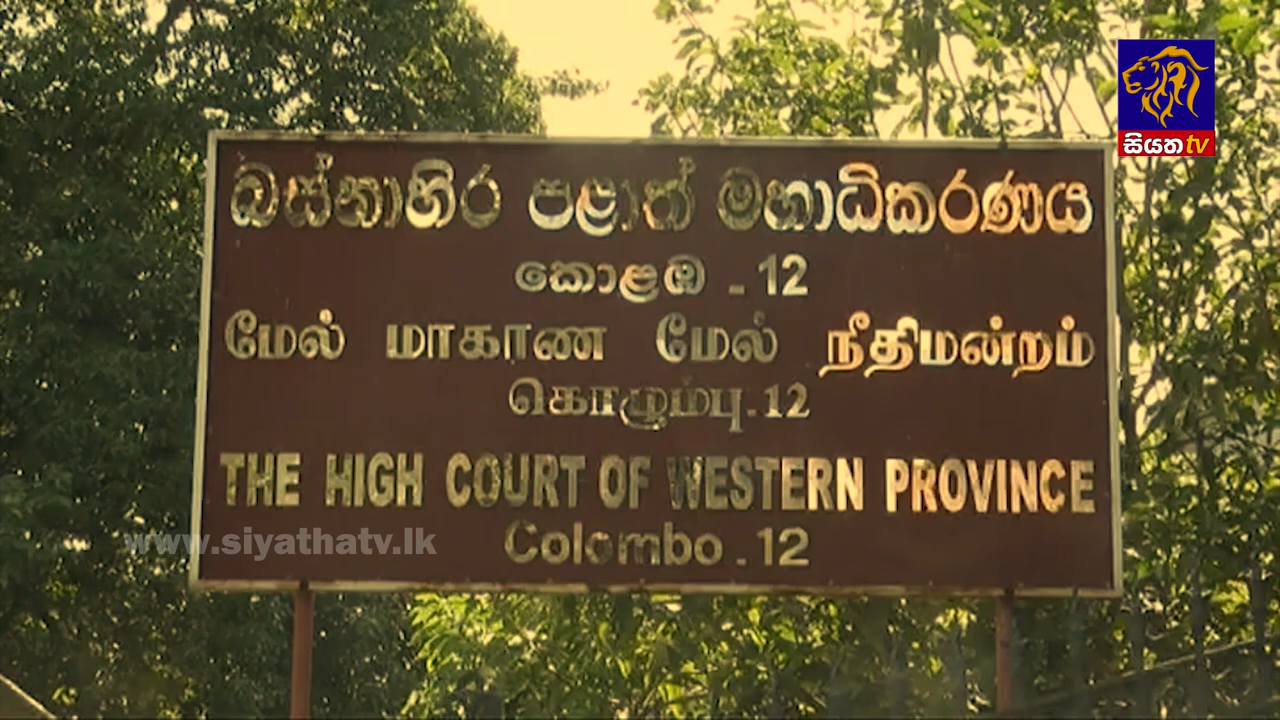 සියත tv
බස්නාහිර පළාත් මහාධිකරණය
කොළඹ - 12
மேல் மாகாண மேல் நீதிமன்றம்
கொழும்பு - 12
THE HIGH COURT OF WESTERN PROVINCE
Colombo - 12
www.siyathatv.lk